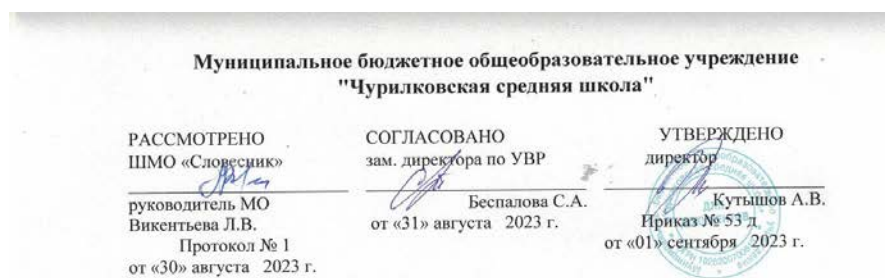 Муниципальное бюджетное общеобразовательное учреждение
"Чурилковская средняя школа"
РАССМОТРЕНО
ШМО «Словесник»
руководитель МО
Викентьева Л.В.
Протокол № 1
от «30» августа 2023 г.
СОГЛАСОВАНО
зам. директора по УВР
Беспалова С.А.
от «31» августа 2023 г.
УТВЕРЖДЕНО
директор
Кутышов А.В.
Приказ № 53 д
от «01» сентября 2023 г.